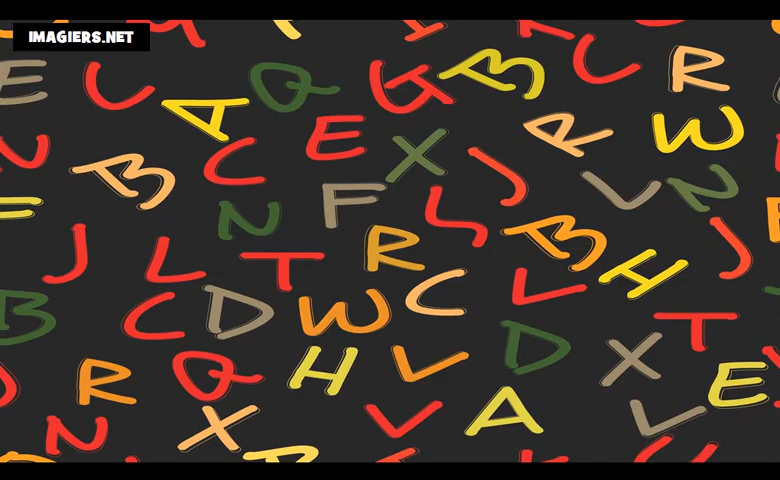 IMAGIERS.NET
E U Q G B C R
A W
N B C E X J R V N
E N F S B J
J L T R L H
B C D W C T
R Q H V D X E
N X V A V
B